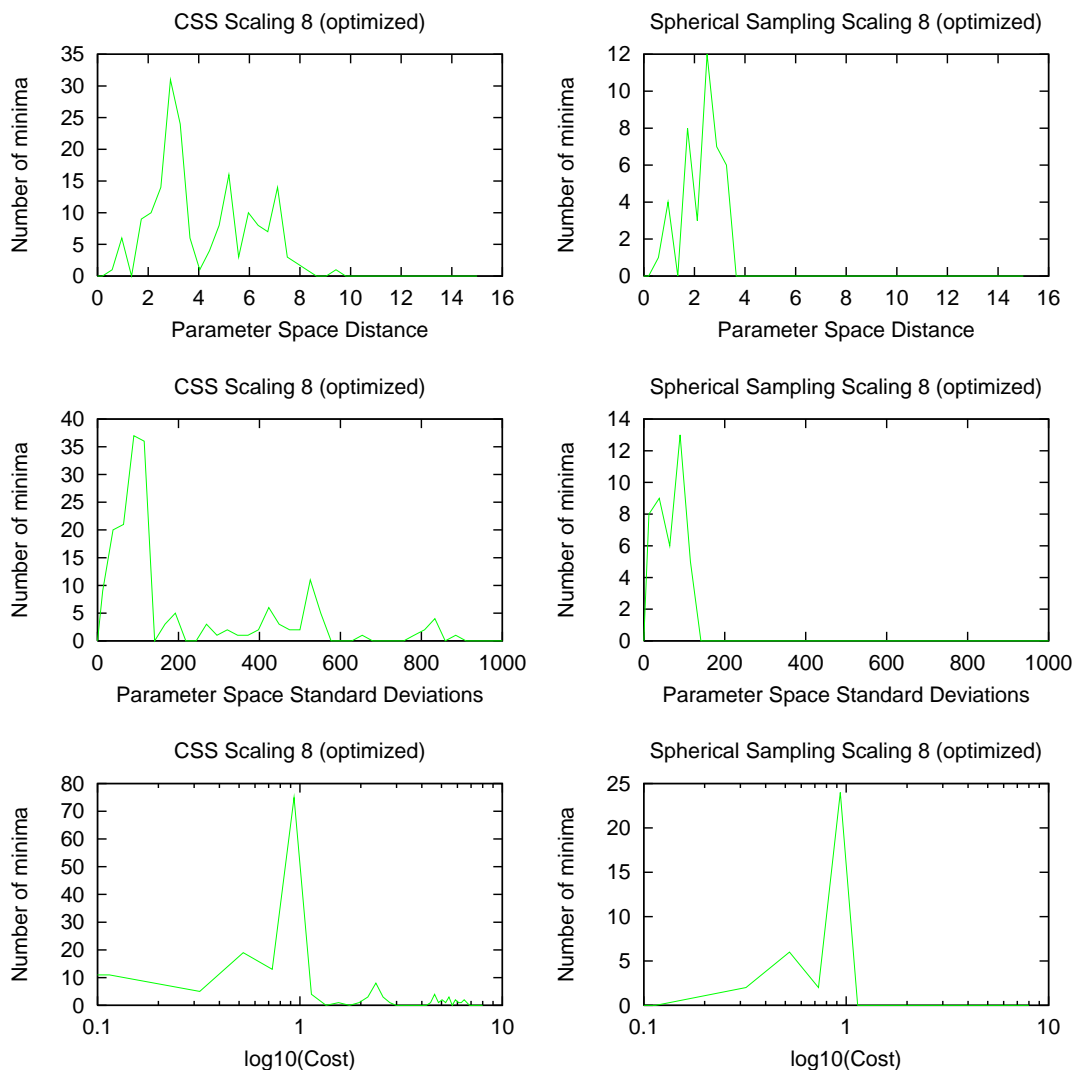 CSS Scaling 8 (optimized)
Number of minima
35
30
25
20
15
10
5
0
0 2 4 6 8 10 12 14 16
Parameter Space Distance
Spherical Sampling Scaling 8 (optimized)
Number of minima
12
10
8
6
4
2
0
0 2 4 6 8 10 12 14 16
Parameter Space Distance
CSS Scaling 8 (optimized)
Number of minima
40
35
30
25
20
15
10
5
0
0 200 400 600 800 1000
Parameter Space Standard Deviations
Spherical Sampling Scaling 8 (optimized)
Number of minima
14
12
10
8
6
4
2
0
0 200 400 600 800 1000
Parameter Space Standard Deviations
CSS Scaling 8 (optimized)
Number of minima
80
70
60
50
40
30
20
10
0
0.1 1 10
log10(Cost)
Spherical Sampling Scaling 8 (optimized)
Number of minima
25
20
15
10
5
0
0.1 1 10
log10(Cost)